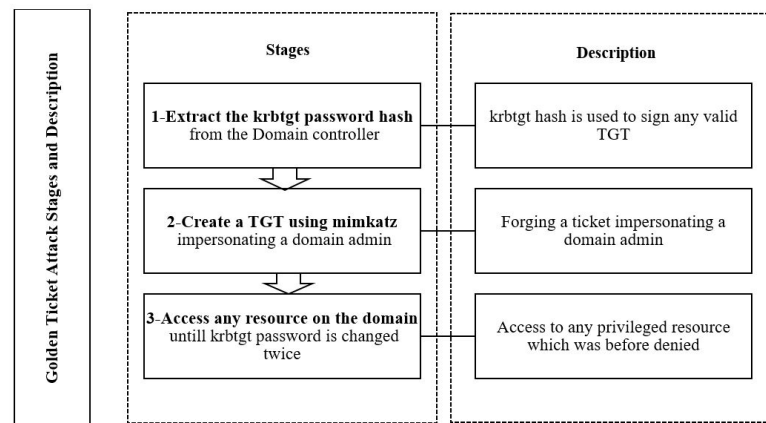 Golden Ticket Attack Stages and Description
Stages
Description
1-Extract the krbtgt password hash
from the Domain controller
krbtgt hash is used to sign any valid
TGT
2-Create a TGT using mimkatz
impersonating a domain admin
Forging a ticket impersonating a
domain admin
3-Access any resource on the domain
untill krbtgt password is changed
twice
Access to any privileged resource
which was before denied